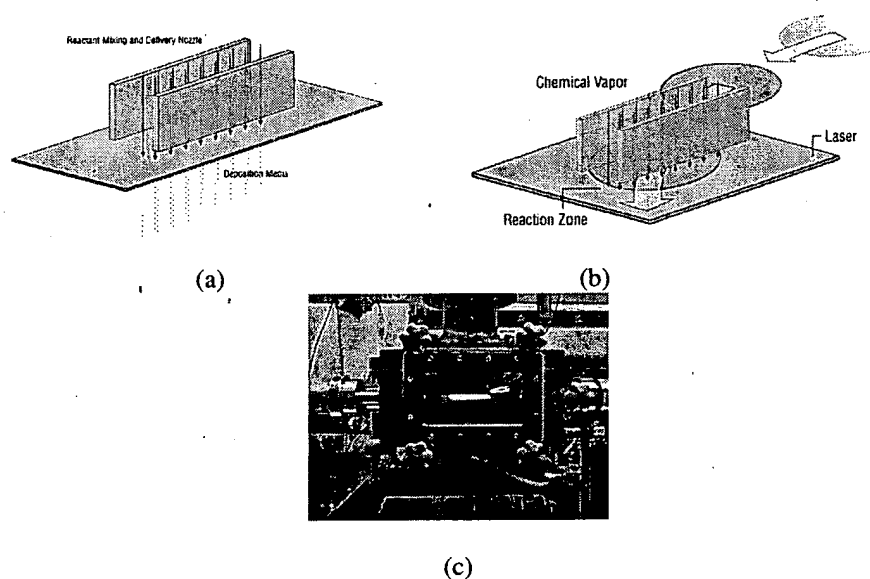 Reactant Mixing and Delivery Nozzle
Deposition Media
(a)
Chemical Vapor
Laser
Reaction Zone
(b)
(c)